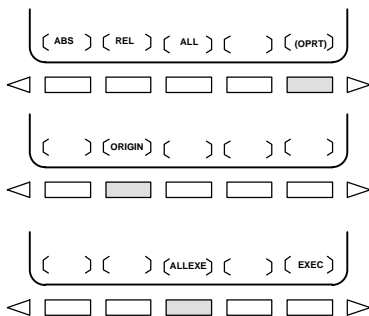 [ ABS ] [ REL ] [ ALL ] [ ] [ (OPRT) ]
[ ] [ ORIGIN ] [ ] [ ] [ ]
[ ] [ ] [ ALLEXE ] [ ] [ EXEC ]